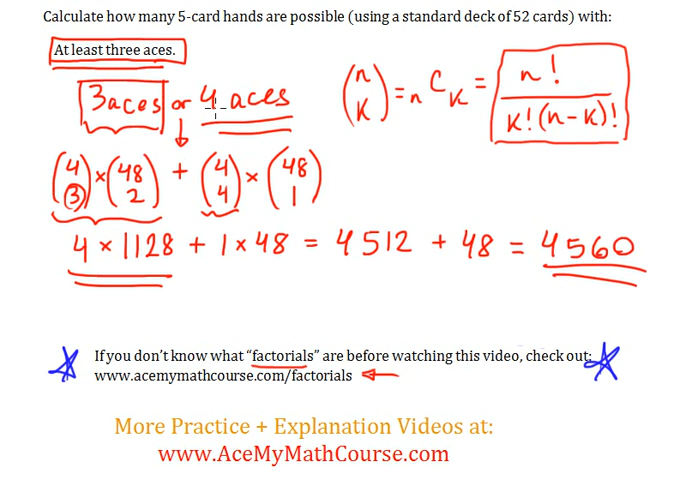 Calculate how many 5-card hands are possible (using a standard deck of 52 cards) with:
At least three aces.
3 aces or 4 aces
(n K) = n C K = n! / K!(n-K)!
(4 3) × (48 2) + (4 4) × (48 1)
4 × 1128 + 1 × 48 = 4512 + 48 = 4560
If you don't know what "factorials" are before watching this video, check out:
www.acemymathcourse.com/factorials
More Practice + Explanation Videos at:
www.AceMyMathCourse.com